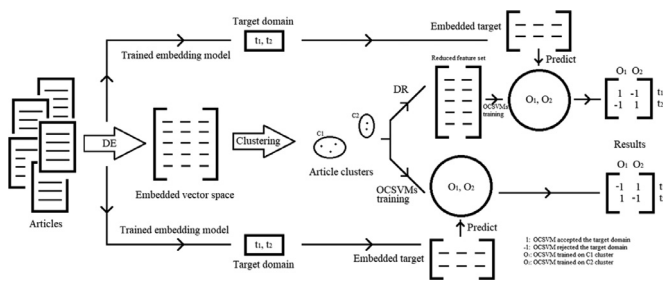 Target domain
t₁, t₂
Trained embedding model
Embedded target
Predict
Reduced feature set
O₁ O₂
1 -1
-1 1
O₁, O₂
Results
DR
OCSVMs
training
C1
C2
Articles
DE
Embedded vector space
Clustering
Article clusters
OCSVMs
training
O₁, O₂
O₁ O₂
-1 1
1 -1
Trained embedding model
t₁, t₂
Target domain
Embedded target
Predict
1: OCSVM accepted the target domain
-1: OCSVM rejected the target domain
O₁: OCSVM trained on C1 cluster
O₂: OCSVM trained on C2 cluster